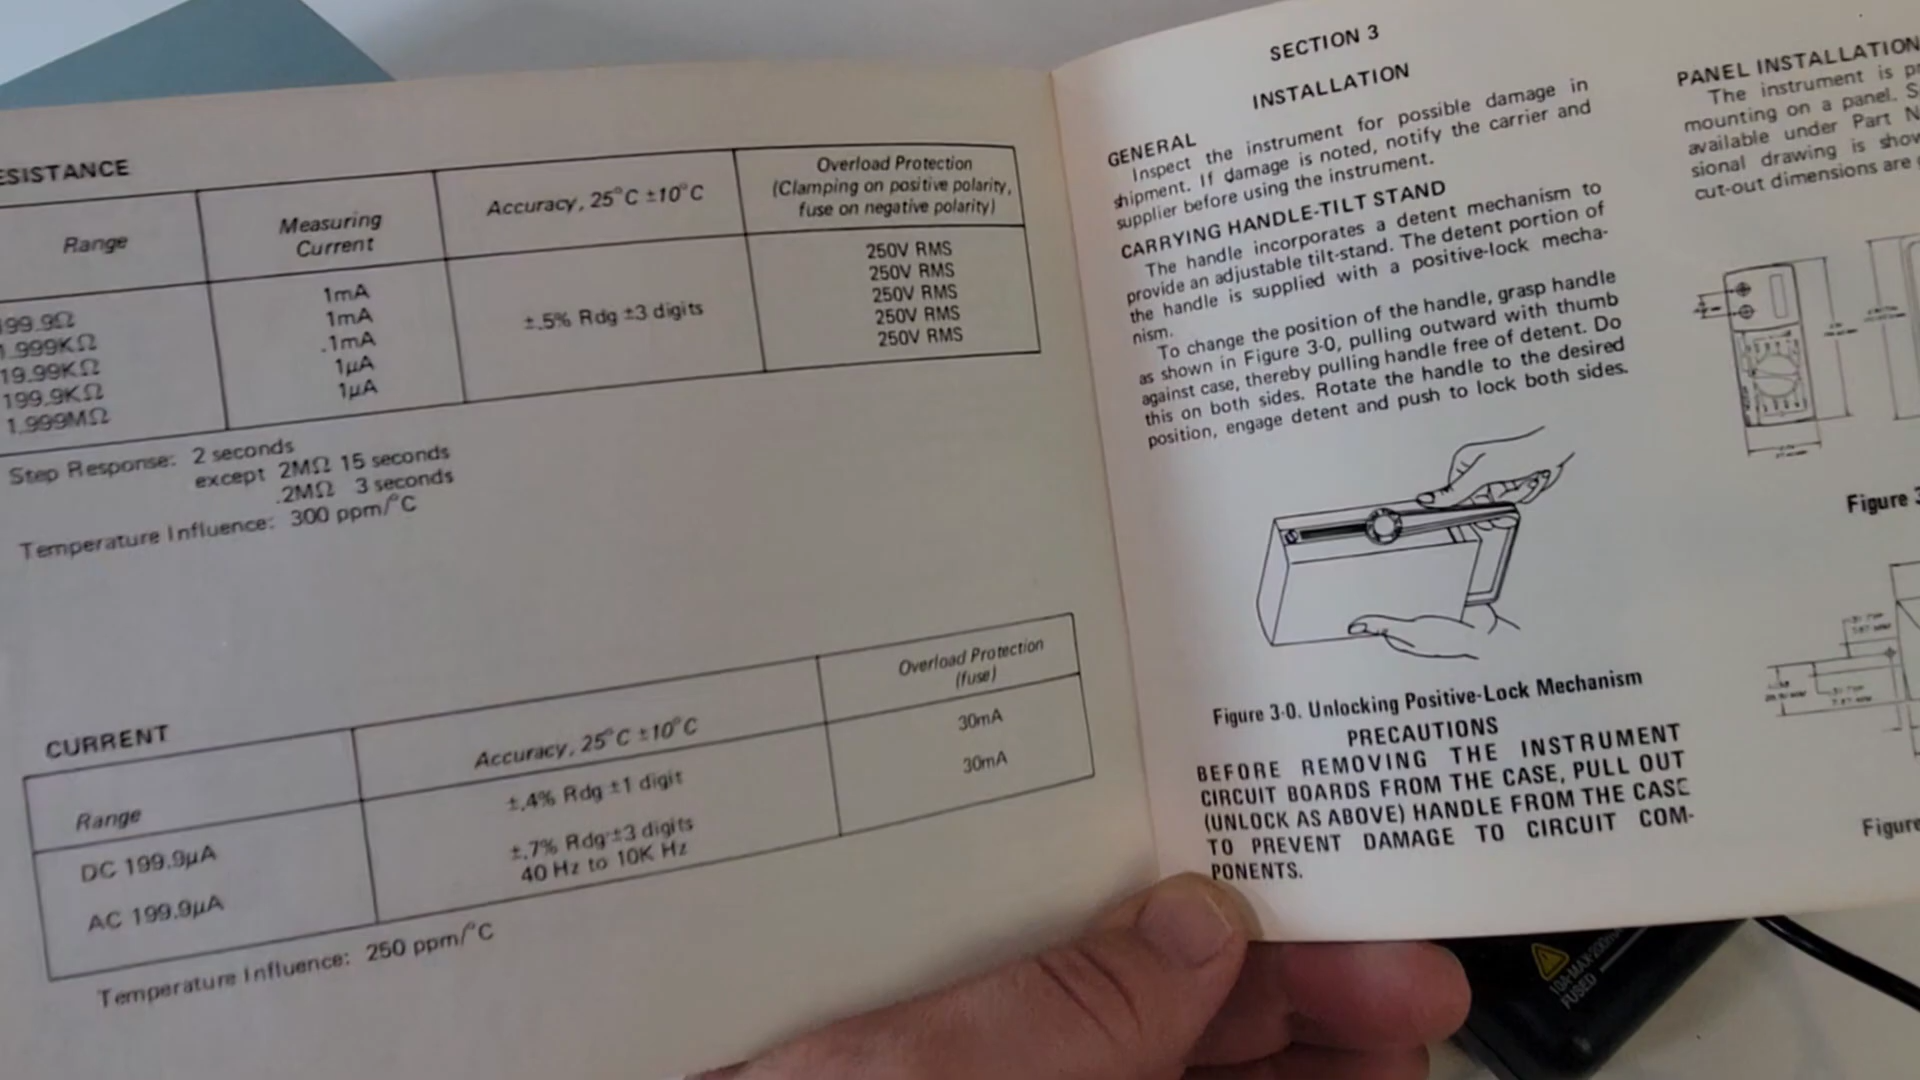 ESISTANCE
Range
Measuring
Current
Accuracy, 25°C ±10°C
Overload Protection
(Clamping on positive polarity,
fuse on negative polarity)
199.9Ω
1.999KΩ
19.99KΩ
199.9KΩ
1.999MΩ
1mA
1mA
.1mA
1μA
1μA
±.5% Rdg ±3 digits
250V RMS
250V RMS
250V RMS
250V RMS
250V RMS
Step Response: 2 seconds
except 2MΩ 15 seconds
.2MΩ 3 seconds
Temperature Influence: 300 ppm/°C
CURRENT
Range
Accuracy, 25°C ±10°C
Overload Protection
(fuse)
DC 199.9μA
±.4% Rdg ±1 digit
30mA
AC 199.9μA
±.7% Rdg ±3 digits
40 Hz to 10K Hz
30mA
Temperature Influence: 250 ppm/°C
SECTION 3
INSTALLATION
GENERAL
Inspect the instrument for possible damage in
shipment. If damage is noted, notify the carrier and
supplier before using the instrument.
CARRYING HANDLE-TILT STAND
The handle incorporates a detent mechanism to
provide an adjustable tilt-stand. The detent portion of
the handle is supplied with a positive-lock mecha-
nism.
To change the position of the handle, grasp handle
as shown in Figure 3-0, pulling outward with thumb
against case, thereby pulling handle free of detent. Do
this on both sides. Rotate the handle to the desired
position, engage detent and push to lock both sides.
Figure 3-0. Unlocking Positive-Lock Mechanism
PRECAUTIONS
BEFORE REMOVING THE INSTRUMENT
CIRCUIT BOARDS FROM THE CASE, PULL OUT
(UNLOCK AS ABOVE) HANDLE FROM THE CASE
TO PREVENT DAMAGE TO CIRCUIT COM-
PONENTS.
PANEL INSTALLATION
The instrument is
mounting on a panel.
available under Part
sional drawing is
cut-out dimensions are
Figure
Figure
10A-MAX-200m
FUSED